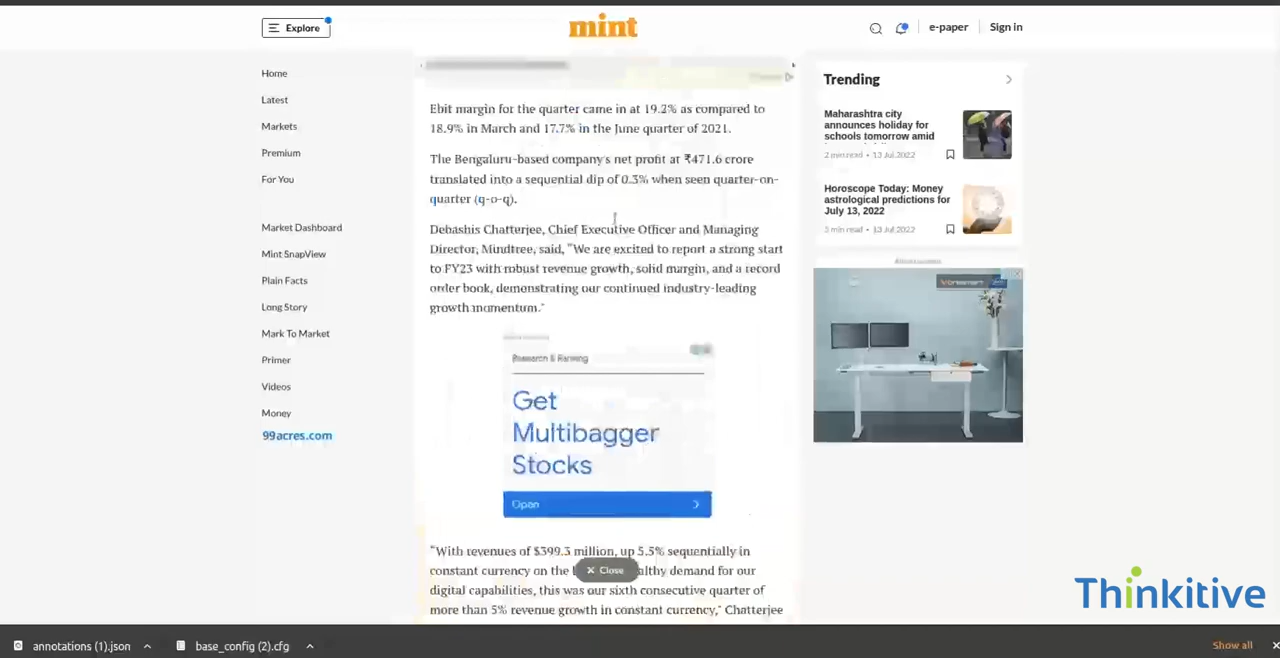 Explore
mint
e-paper
Sign in
Home
Latest
Markets
Premium
For You
Market Dashboard
Mint SnapView
Plain Facts
Long Story
Mark To Market
Primer
Videos
Money
99acres.com
Ebit margin for the quarter came in at 19.2% as compared to
18.9% in March and 17.7% in the June quarter of 2021.
The Bengaluru-based company's net profit at ₹471.6 crore
translated into a sequential dip of 0.3% when seen quarter-on-
quarter (q-o-q).
Debashis Chatterjee, Chief Executive Officer and Managing
Director, Mindtree, said, "We are excited to report a strong start
to FY23 with robust revenue growth, solid margin, and a record
order book, demonstrating our continued industry-leading
growth momentum."
Research & Ranking
Get
Multibagger
Stocks
Open
"With revenues of $399.3 million, up 5.5% sequentially in
constant currency on the
Close
althy demand for our
digital capabilities, this was our sixth consecutive quarter of
more than 5% revenue growth in constant currency," Chatterjee
Trending
Maharashtra city
announces holiday for
schools tomorrow amid
2 min read • 13 Jul 2022
Horoscope Today: Money
astrological predictions for
July 13, 2022
3 min read • 13 Jul 2022
Thinkitive
annotations (1).json
base_config (2).cfg
Show all